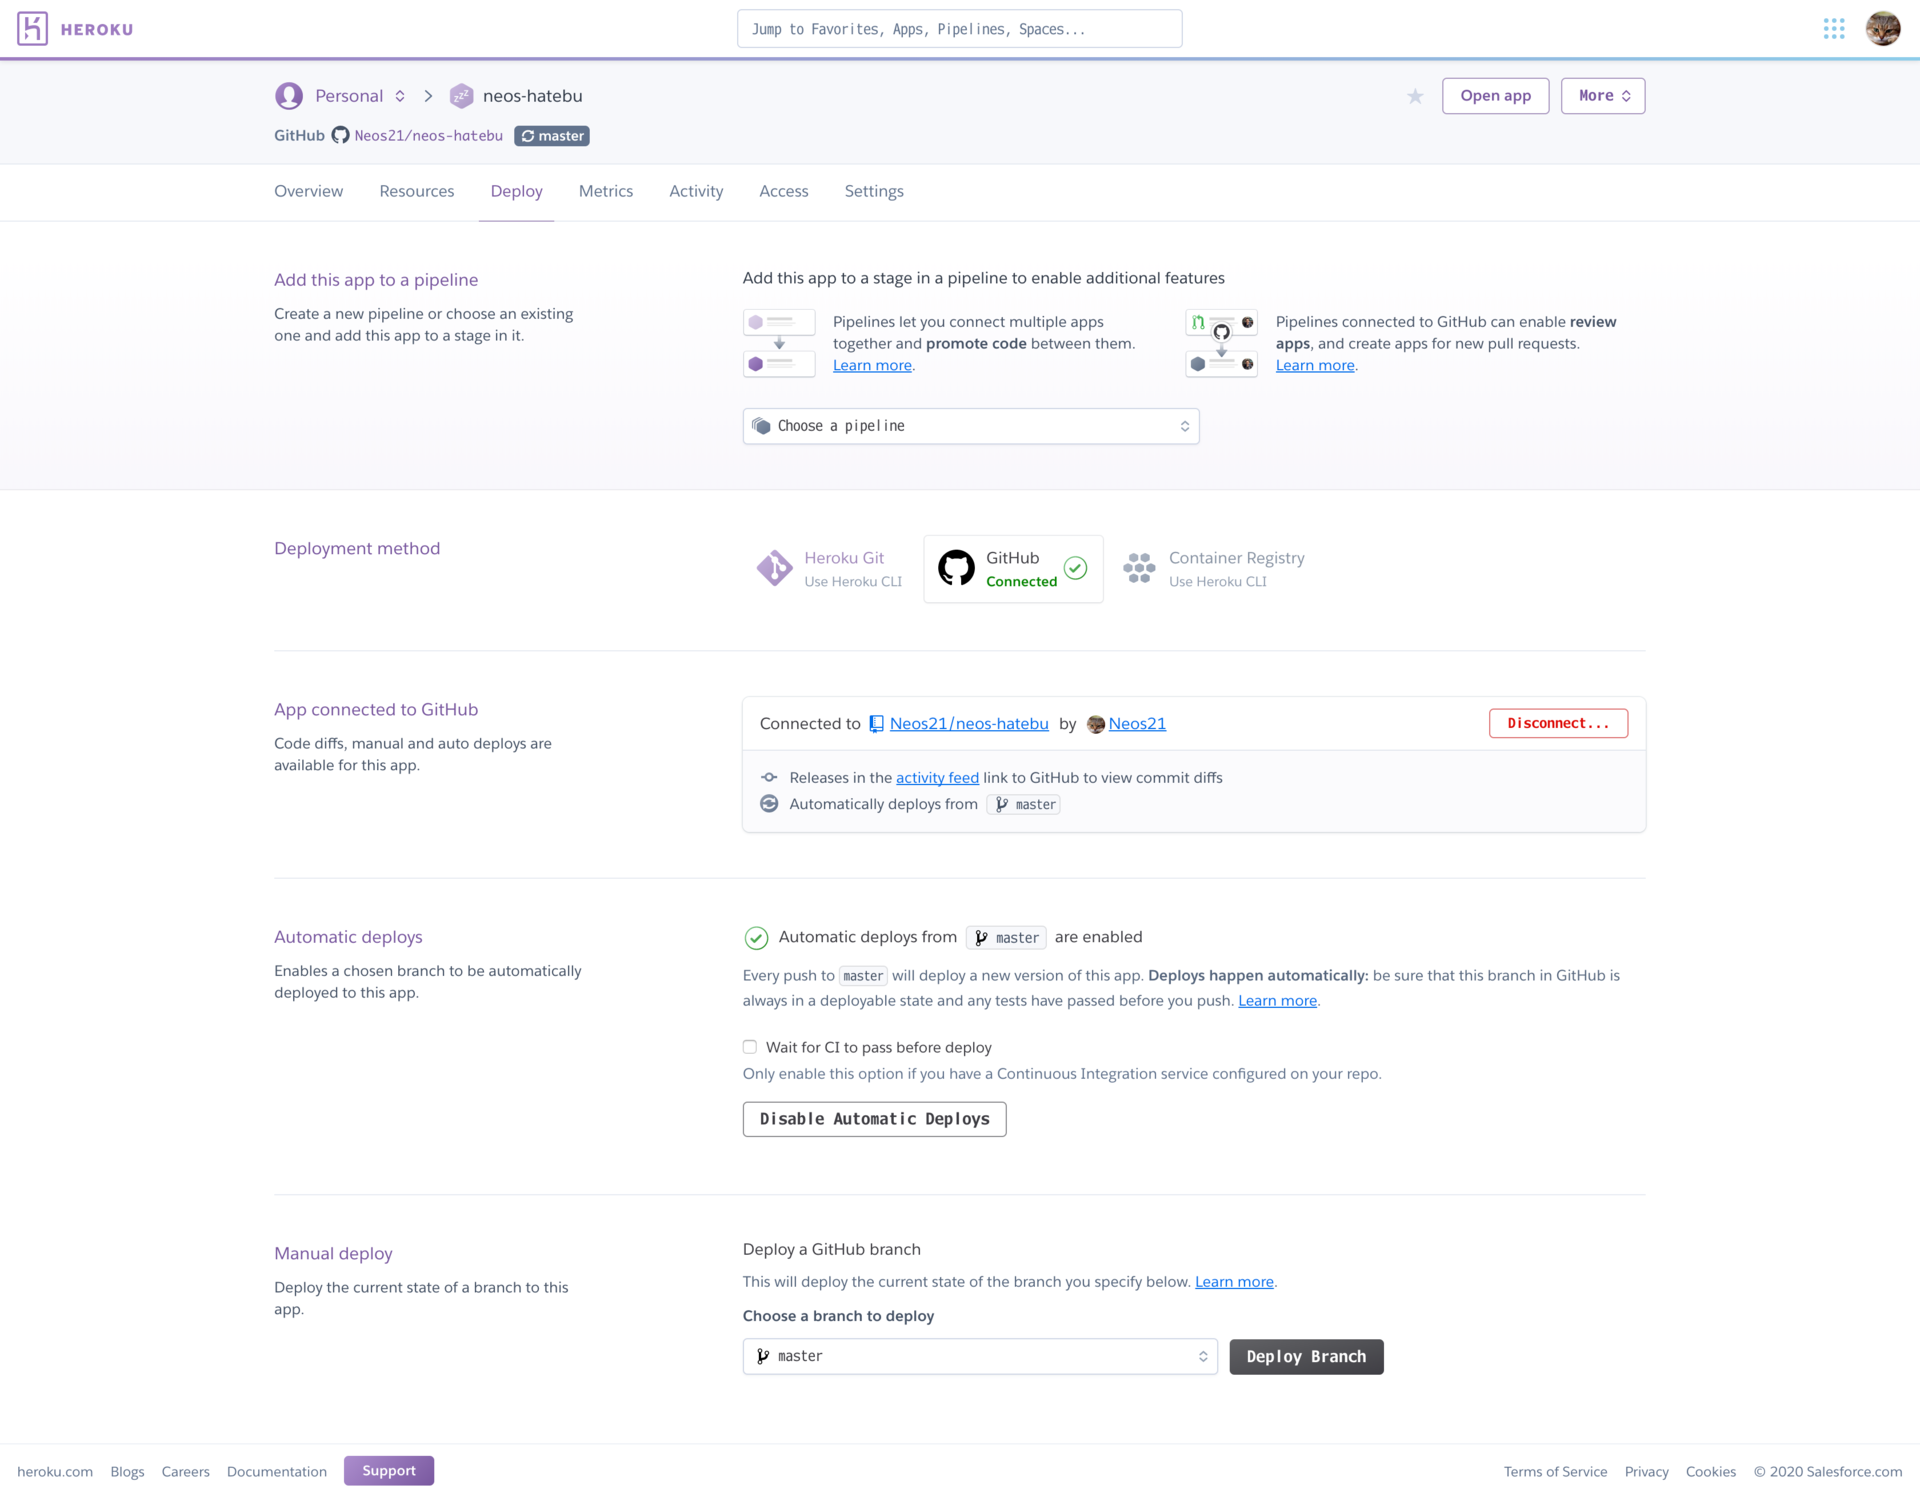 HEROKU
Jump to Favorites, Apps, Pipelines, Spaces...
Personal
neos-hatebu
Open app
More
GitHub Neos21/neos-hatebu master
Overview Resources Deploy Metrics Activity Access Settings
Add this app to a pipeline
Create a new pipeline or choose an existing
one and add this app to a stage in it.
Add this app to a stage in a pipeline to enable additional features
Pipelines let you connect multiple apps
together and promote code between them.
Learn more.
Pipelines connected to GitHub can enable review
apps, and create apps for new pull requests.
Learn more.
Choose a pipeline
Deployment method
Heroku Git
Use Heroku CLI
GitHub
Connected
Container Registry
Use Heroku CLI
App connected to GitHub
Code diffs, manual and auto deploys are
available for this app.
Connected to Neos21/neos-hatebu by Neos21
Disconnect...
Releases in the activity feed link to GitHub to view commit diffs
Automatically deploys from master
Automatic deploys
Enables a chosen branch to be automatically
deployed to this app.
Automatic deploys from master are enabled
Every push to master will deploy a new version of this app. Deploys happen automatically: be sure that this branch in GitHub is
always in a deployable state and any tests have passed before you push. Learn more.
Wait for CI to pass before deploy
Only enable this option if you have a Continuous Integration service configured on your repo.
Disable Automatic Deploys
Manual deploy
Deploy the current state of a branch to this
app.
Deploy a GitHub branch
This will deploy the current state of the branch you specify below. Learn more.
Choose a branch to deploy
master
Deploy Branch
heroku.com Blogs Careers Documentation Support
Terms of Service Privacy Cookies © 2020 Salesforce.com